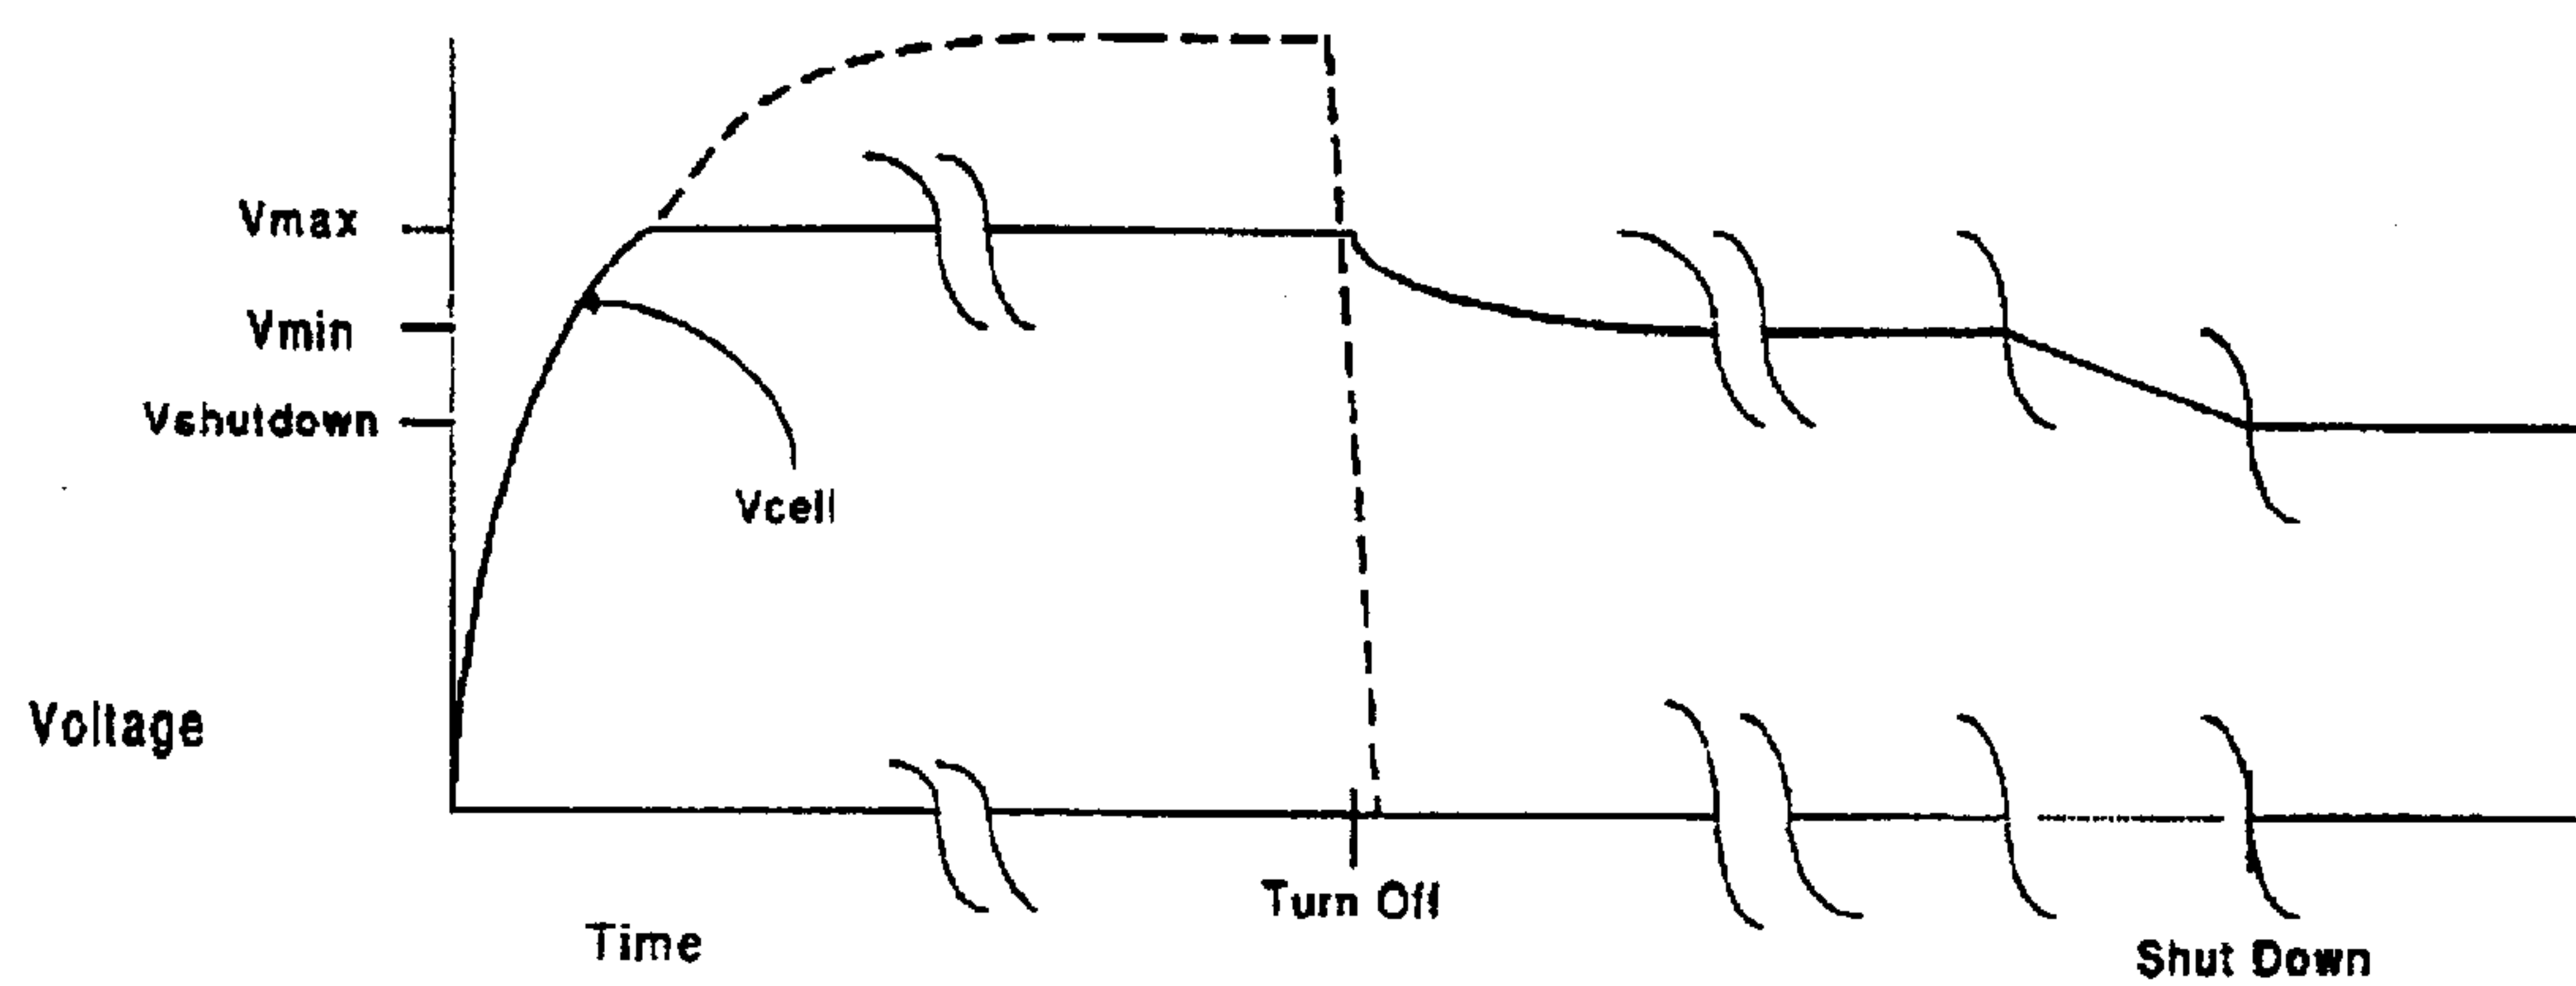 Vmax
Vmin
Vshutdown
Vcell
Voltage
Turn Off
Time
Shut Down